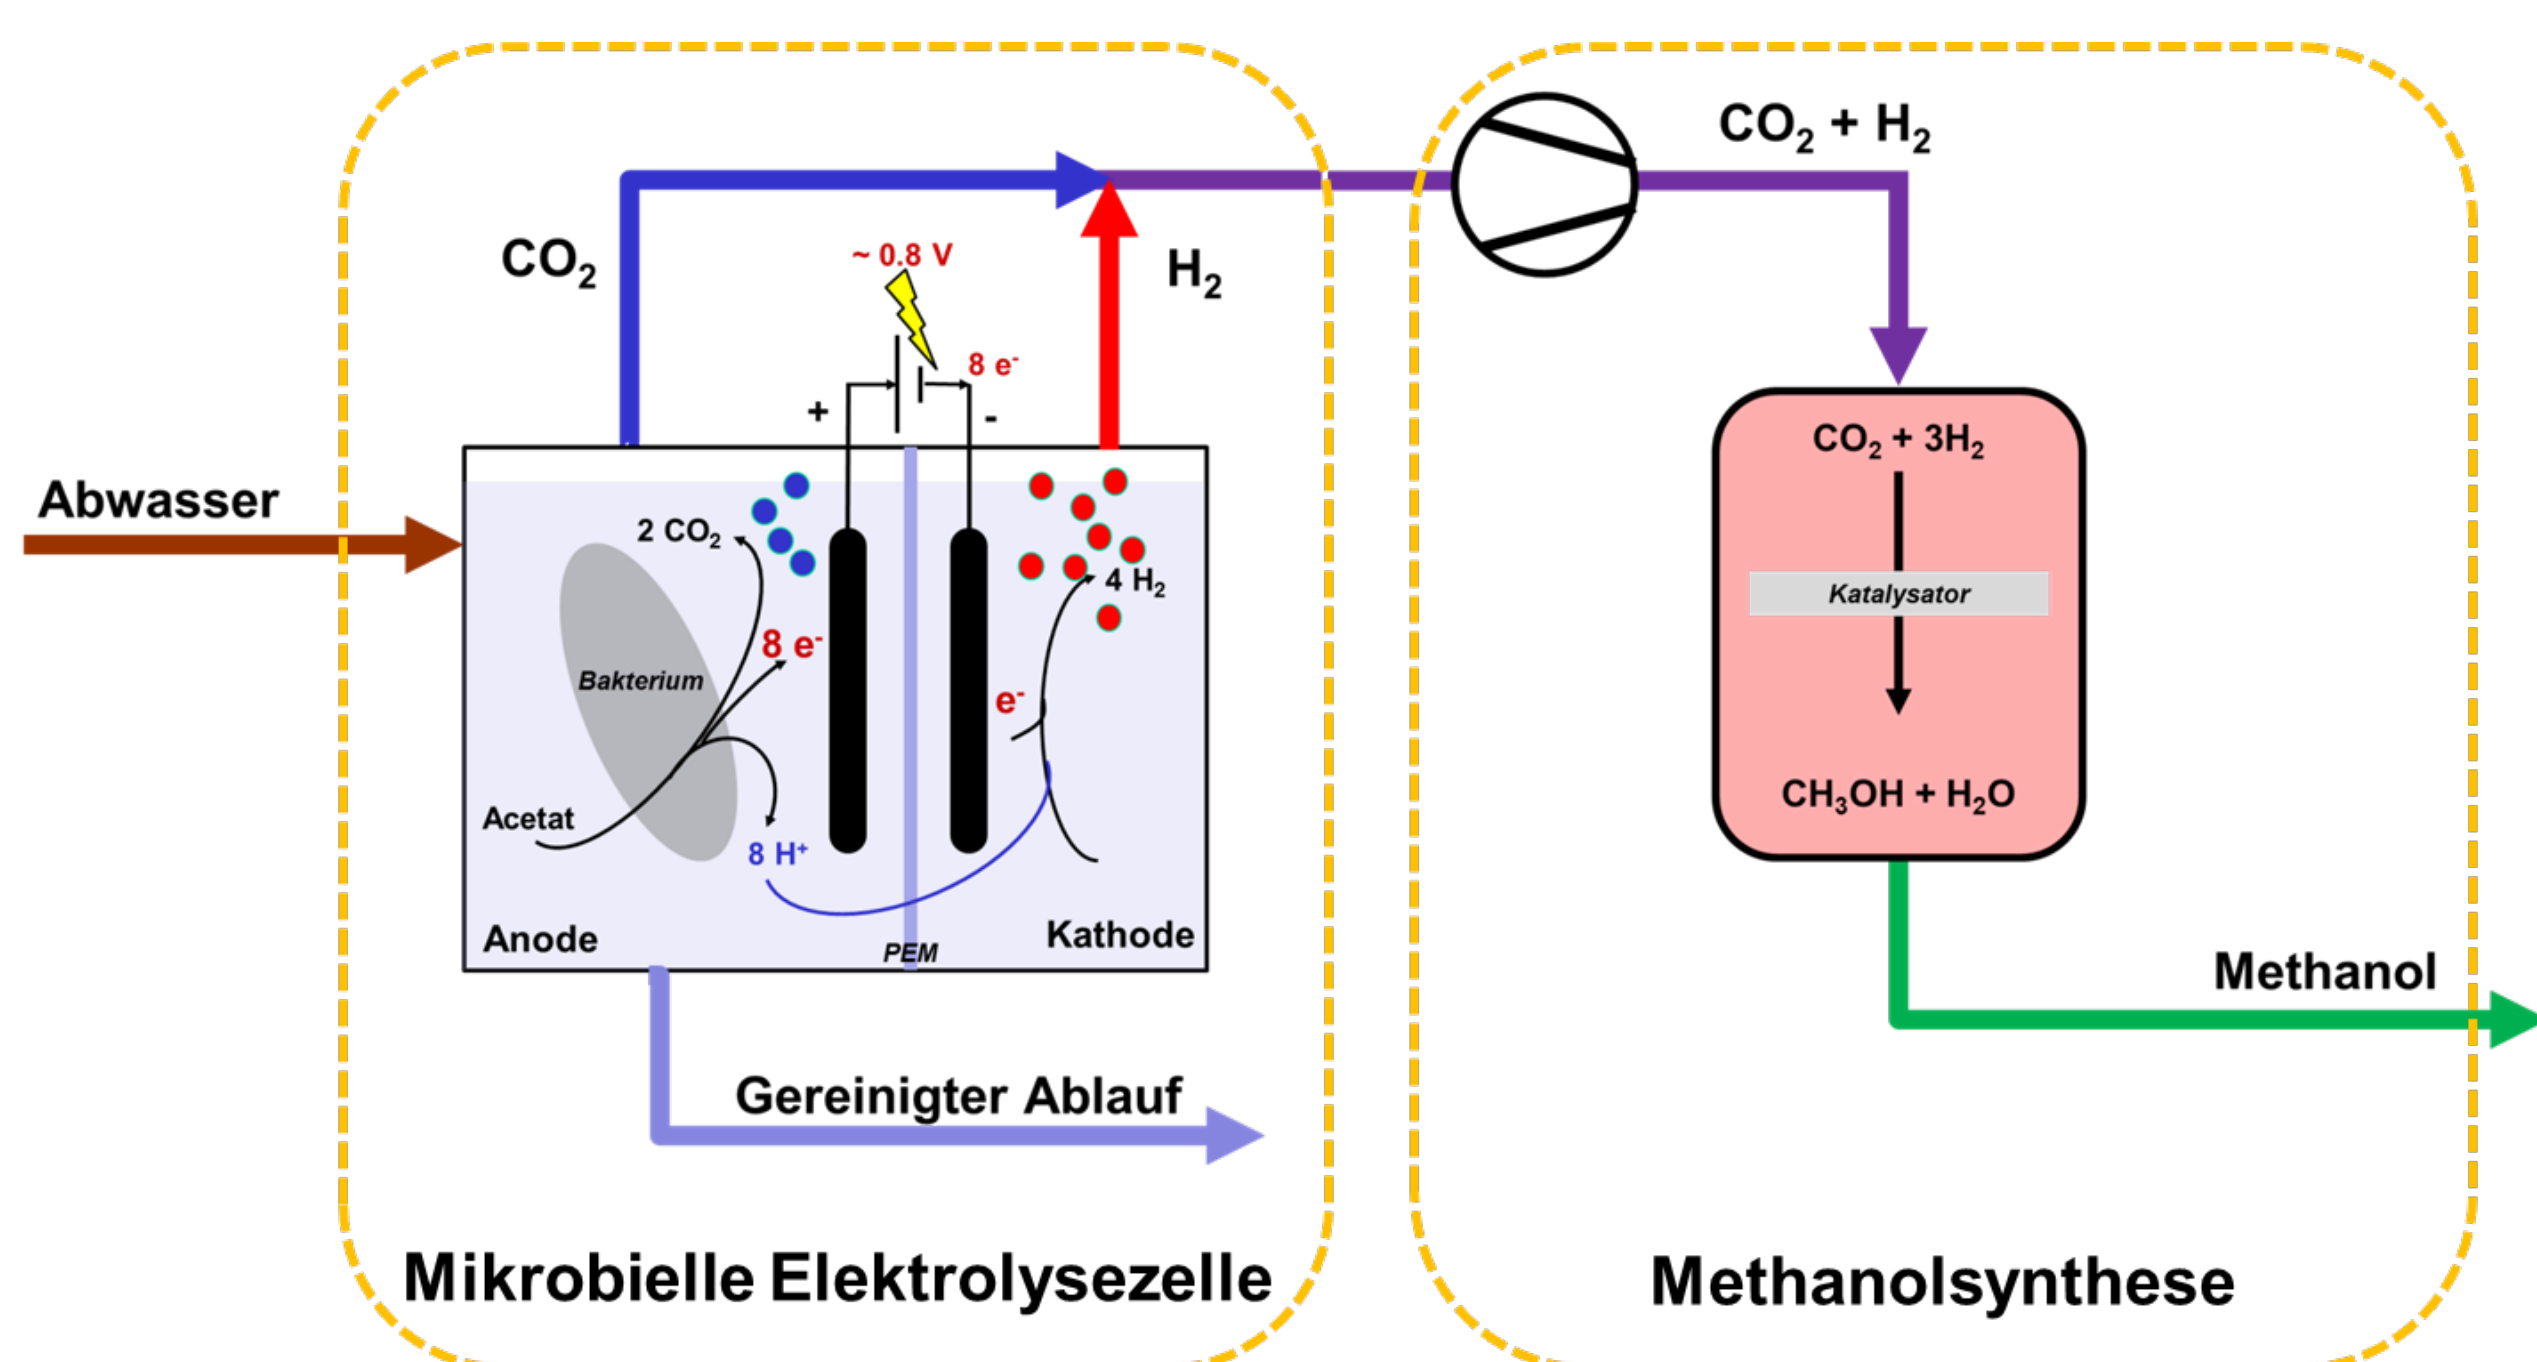 CO₂ + H₂
CO₂
~ 0.8 V
H₂
8 e⁻
+
-
Abwasser
2 CO₂
4 H₂
8 e⁻
Bakterium
e⁻
Acetat
8 H⁺
Anode
PEM
Kathode
Gereinigter Ablauf
Mikrobielle Elektrolysezelle
CO₂ + 3H₂
Katalysator
CH₃OH + H₂O
Methanol
Methanolsynthese